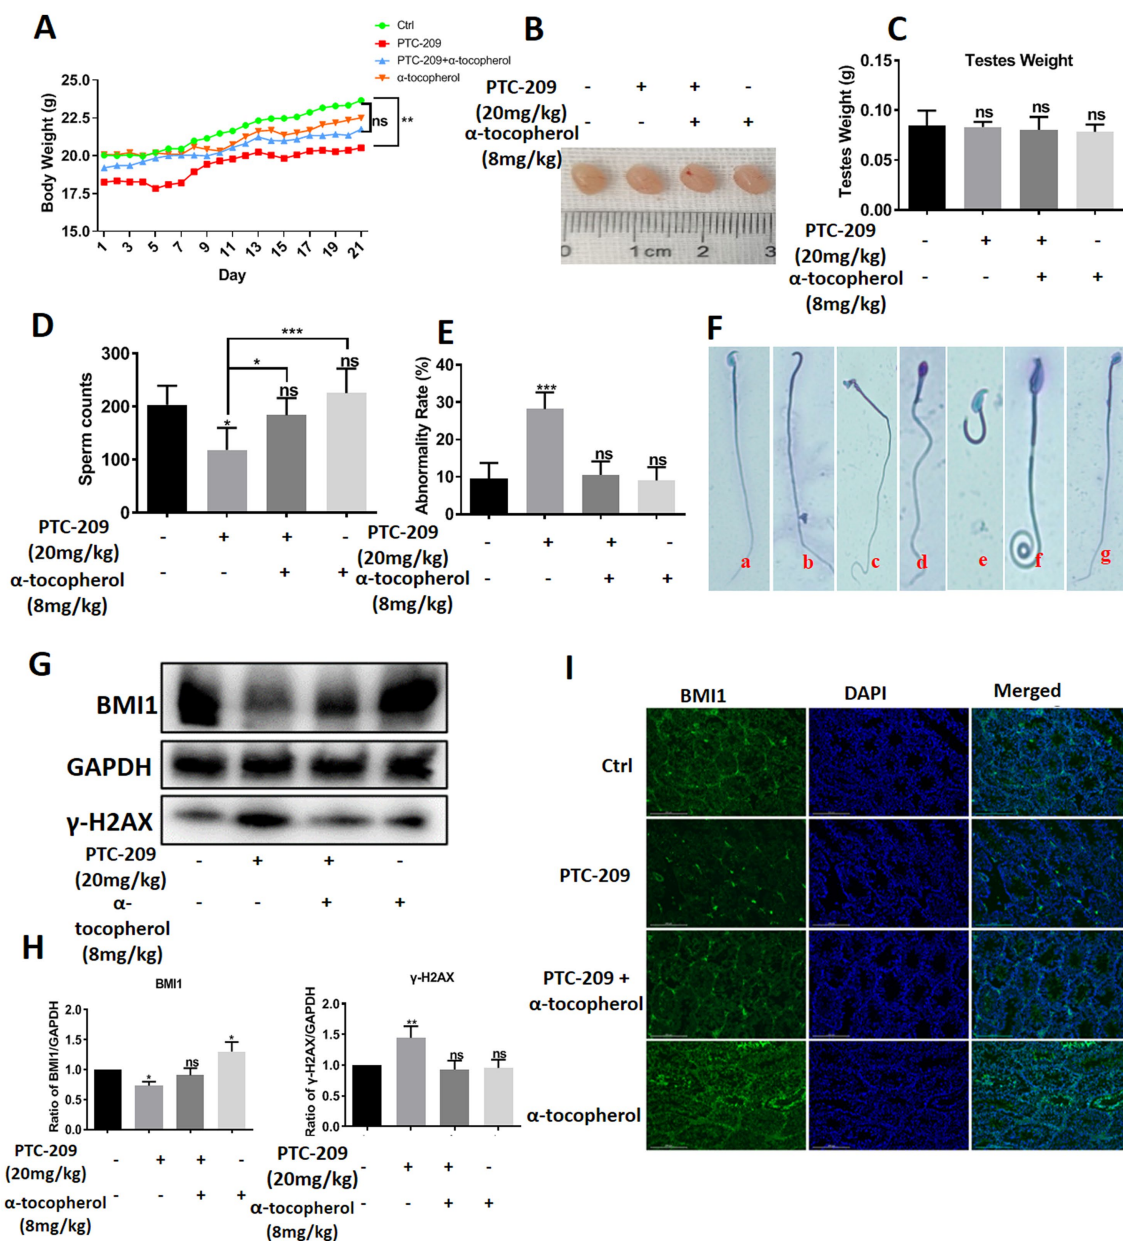 A
Ctrl
PTC-209
PTC-209+α-tocopherol
α-tocopherol
Body Weight (g)
25.0
22.5
20.0
17.5
15.0
ns
**
1 3 5 7 9 11 13 15 17 19 21
Day
B
PTC-209 - + + -
(20mg/kg)
α-tocopherol - - + +
(8mg/kg)
0 1 cm 2 3
C
Testes Weight
Testes Weight (g)
0.15
0.10
0.05
0.00
ns ns ns
PTC-209 - + + -
(20mg/kg)
α-tocopherol - - + +
(8mg/kg)
D
Sperm counts
300
200
100
0
***
*
* ns ns
PTC-209 - + + -
(20mg/kg)
α-tocopherol - - + +
(8mg/kg)
E
Abnormality Rate (%)
40
30
20
10
0
*** ns ns
PTC-209 - + + -
(20mg/kg)
α-tocopherol - - + +
(8mg/kg)
F
a b c d e f g
G
BMI1
GAPDH
γ-H2AX
PTC-209 - + + -
(20mg/kg)
α- - - + +
tocopherol
(8mg/kg)
H
BMI1
Ratio of BMI1/GAPDH
2.0
1.5
1.0
0.5
0.0
* ns *
PTC-209 - + + -
(20mg/kg)
α-tocopherol - - + +
(8mg/kg)
γ-H2AX
Ratio of γ-H2AX/GAPDH
2.0
1.5
1.0
0.5
0.0
** ns ns
PTC-209 - + + -
(20mg/kg)
α-tocopherol - - + +
(8mg/kg)
I
BMI1 DAPI Merged
Ctrl
PTC-209
PTC-209 +
α-tocopherol
α-tocopherol